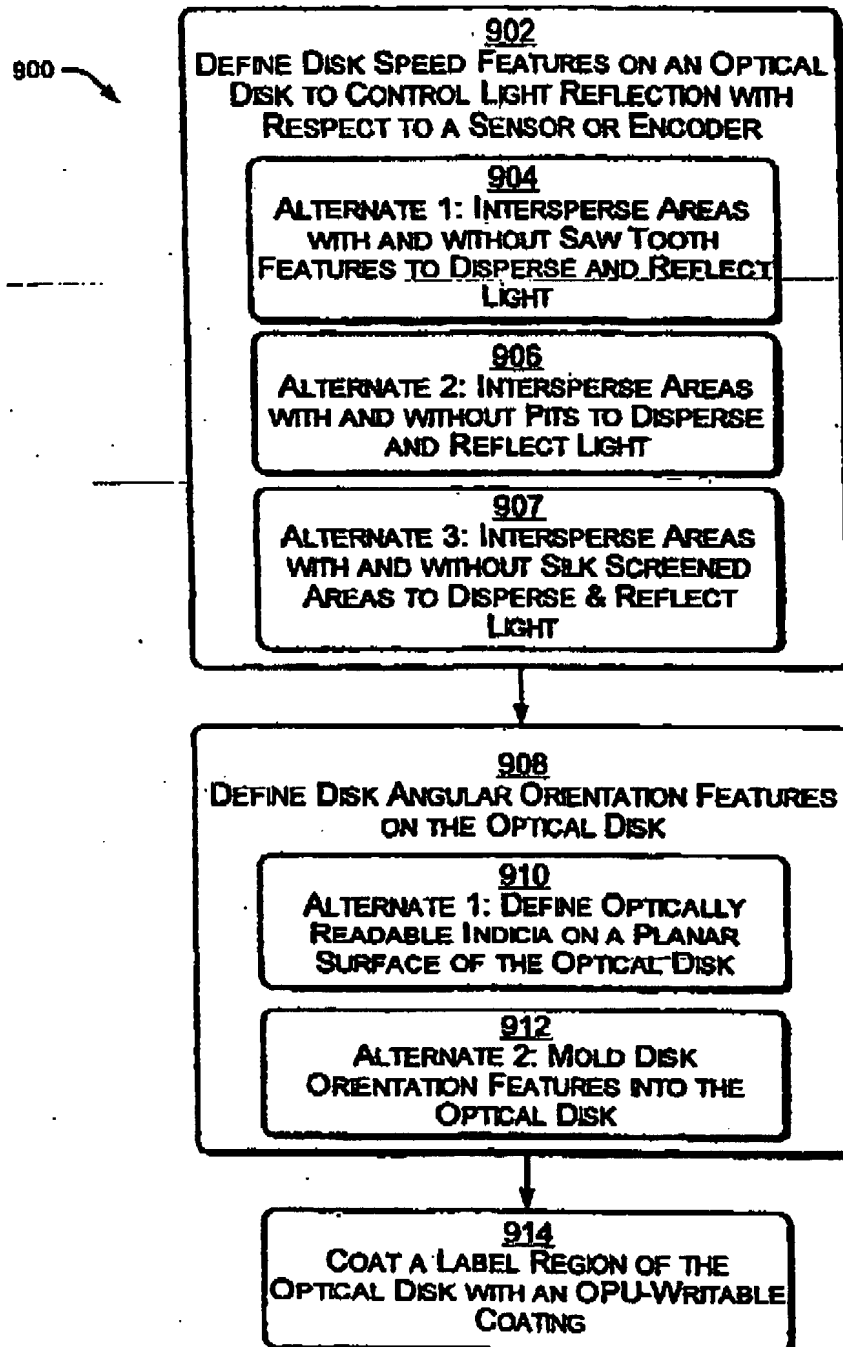 900
902
DEFINE DISK SPEED FEATURES ON AN OPTICAL
DISK TO CONTROL LIGHT REFLECTION WITH
RESPECT TO A SENSOR OR ENCODER
904
ALTERNATE 1: INTERSPERSE AREAS
WITH AND WITHOUT SAW TOOTH
FEATURES TO DISPERSE AND REFLECT
LIGHT
906
ALTERNATE 2: INTERSPERSE AREAS
WITH AND WITHOUT PITS TO DISPERSE
AND REFLECT LIGHT
907
ALTERNATE 3: INTERSPERSE AREAS
WITH AND WITHOUT SILK SCREENED
AREAS TO DISPERSE & REFLECT
LIGHT
908
DEFINE DISK ANGULAR ORIENTATION FEATURES
ON THE OPTICAL DISK
910
ALTERNATE 1: DEFINE OPTICALLY
READABLE INDICIA ON A PLANAR
SURFACE OF THE OPTICAL DISK
912
ALTERNATE 2: MOLD DISK
ORIENTATION FEATURES INTO THE
OPTICAL DISK
914
COAT A LABEL REGION OF THE
OPTICAL DISK WITH AN OPU-WRITABLE
COATING